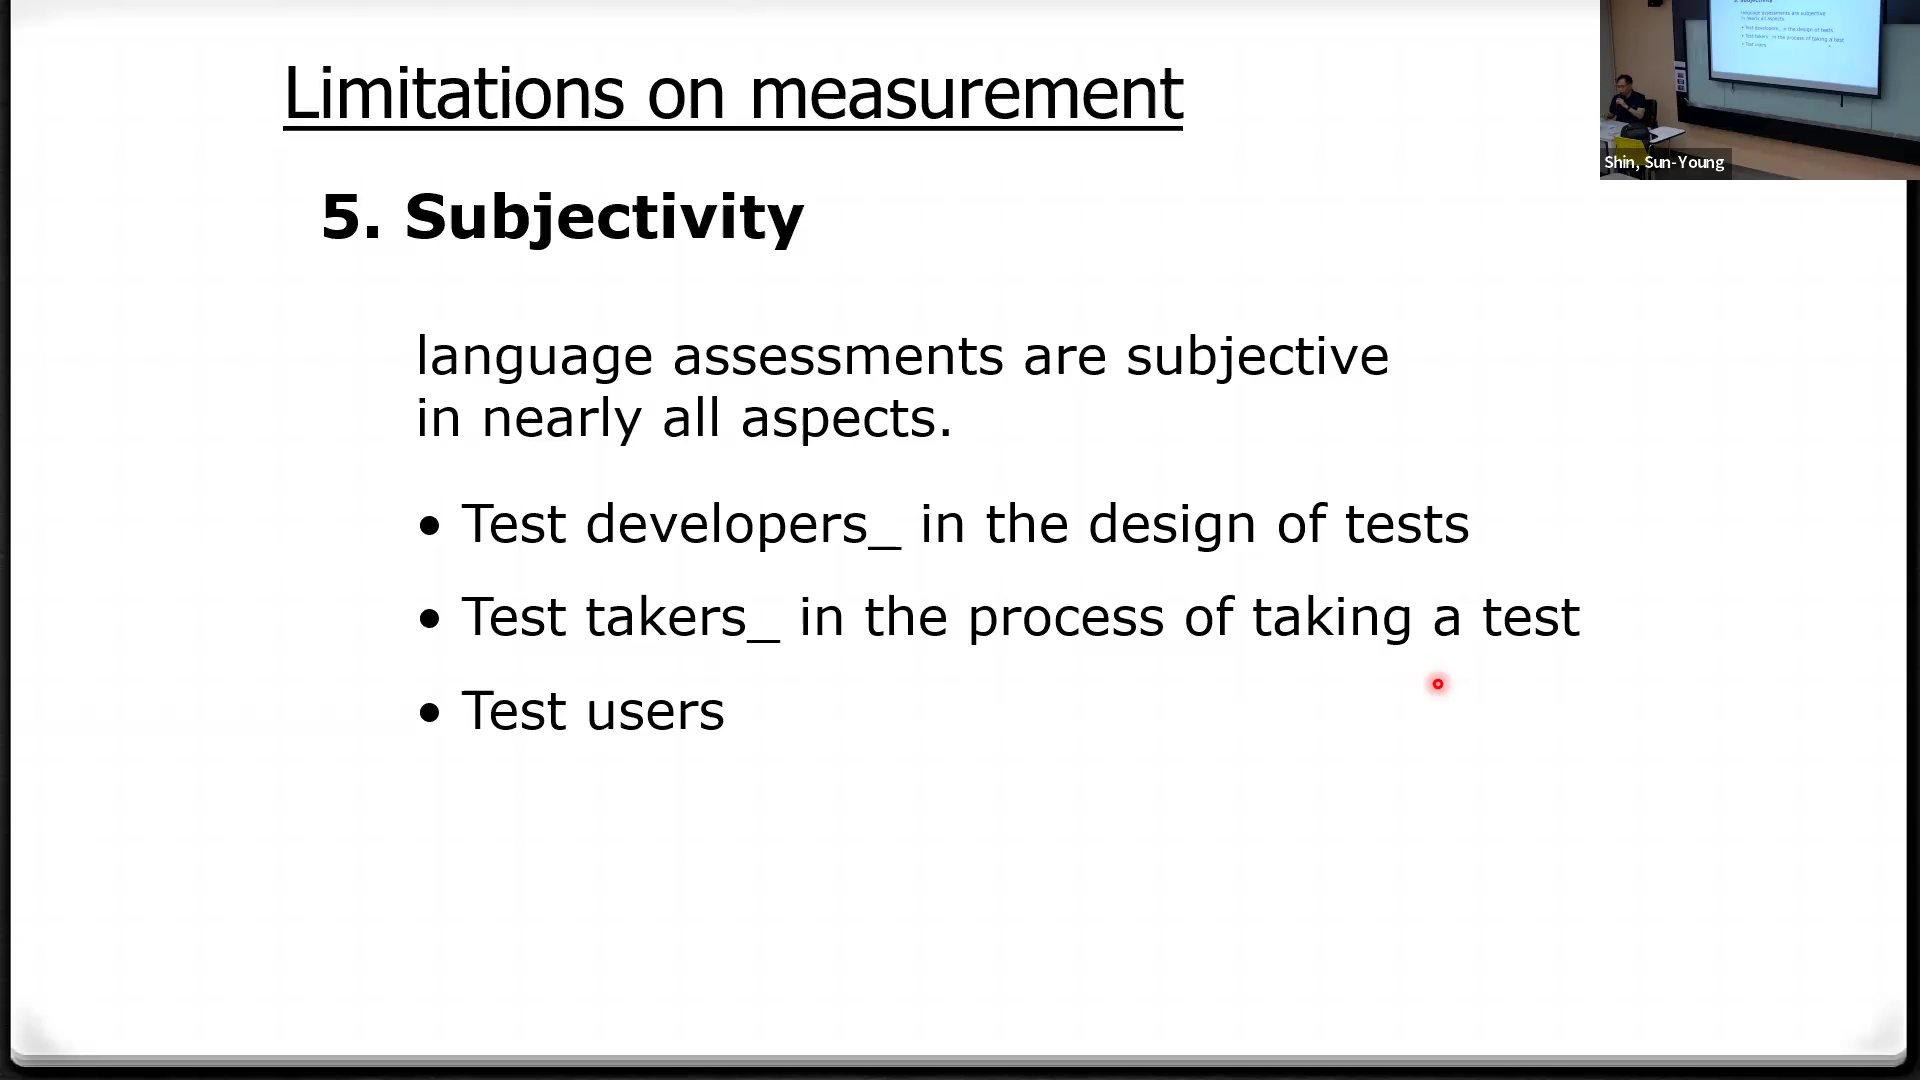 Limitations on measurement
5. Subjectivity
language assessments are subjective
in nearly all aspects.
• Test developers_ in the design of tests
• Test takers_ in the process of taking a test
• Test users
Shin, Sun-Young